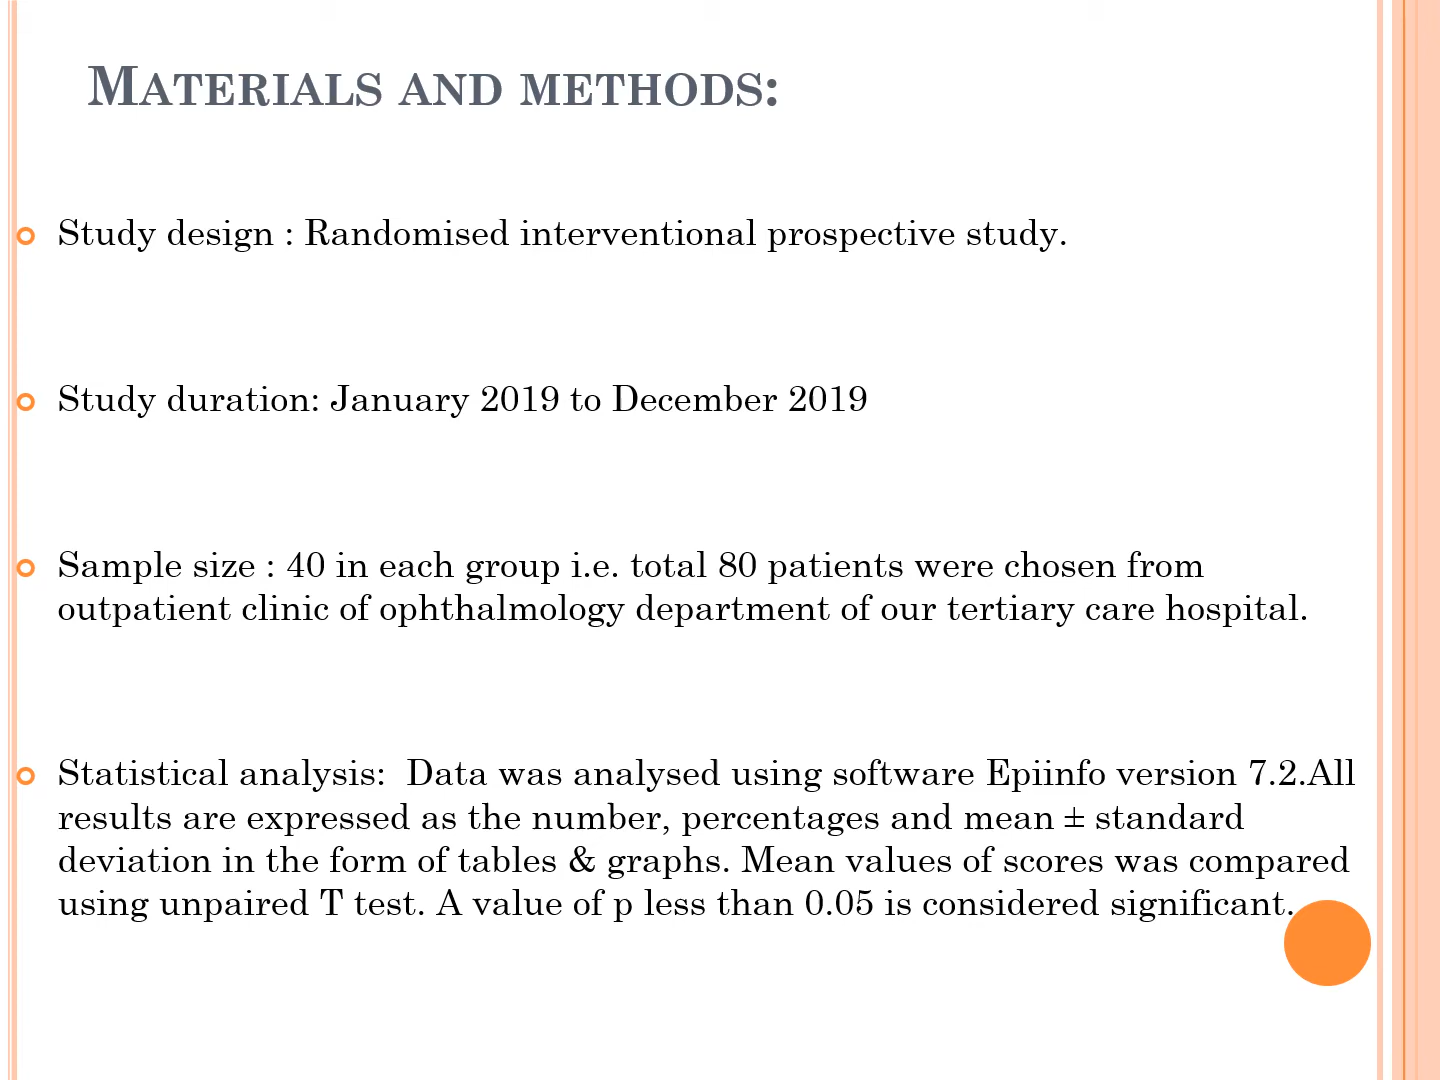 MATERIALS AND METHODS:
Study design : Randomised interventional prospective study.
Study duration: January 2019 to December 2019
Sample size : 40 in each group i.e. total 80 patients were chosen from
outpatient clinic of ophthalmology department of our tertiary care hospital.
Statistical analysis:  Data was analysed using software Epiinfo version 7.2.All
results are expressed as the number, percentages and mean ± standard
deviation in the form of tables & graphs. Mean values of scores was compared
using unpaired T test. A value of p less than 0.05 is considered significant.